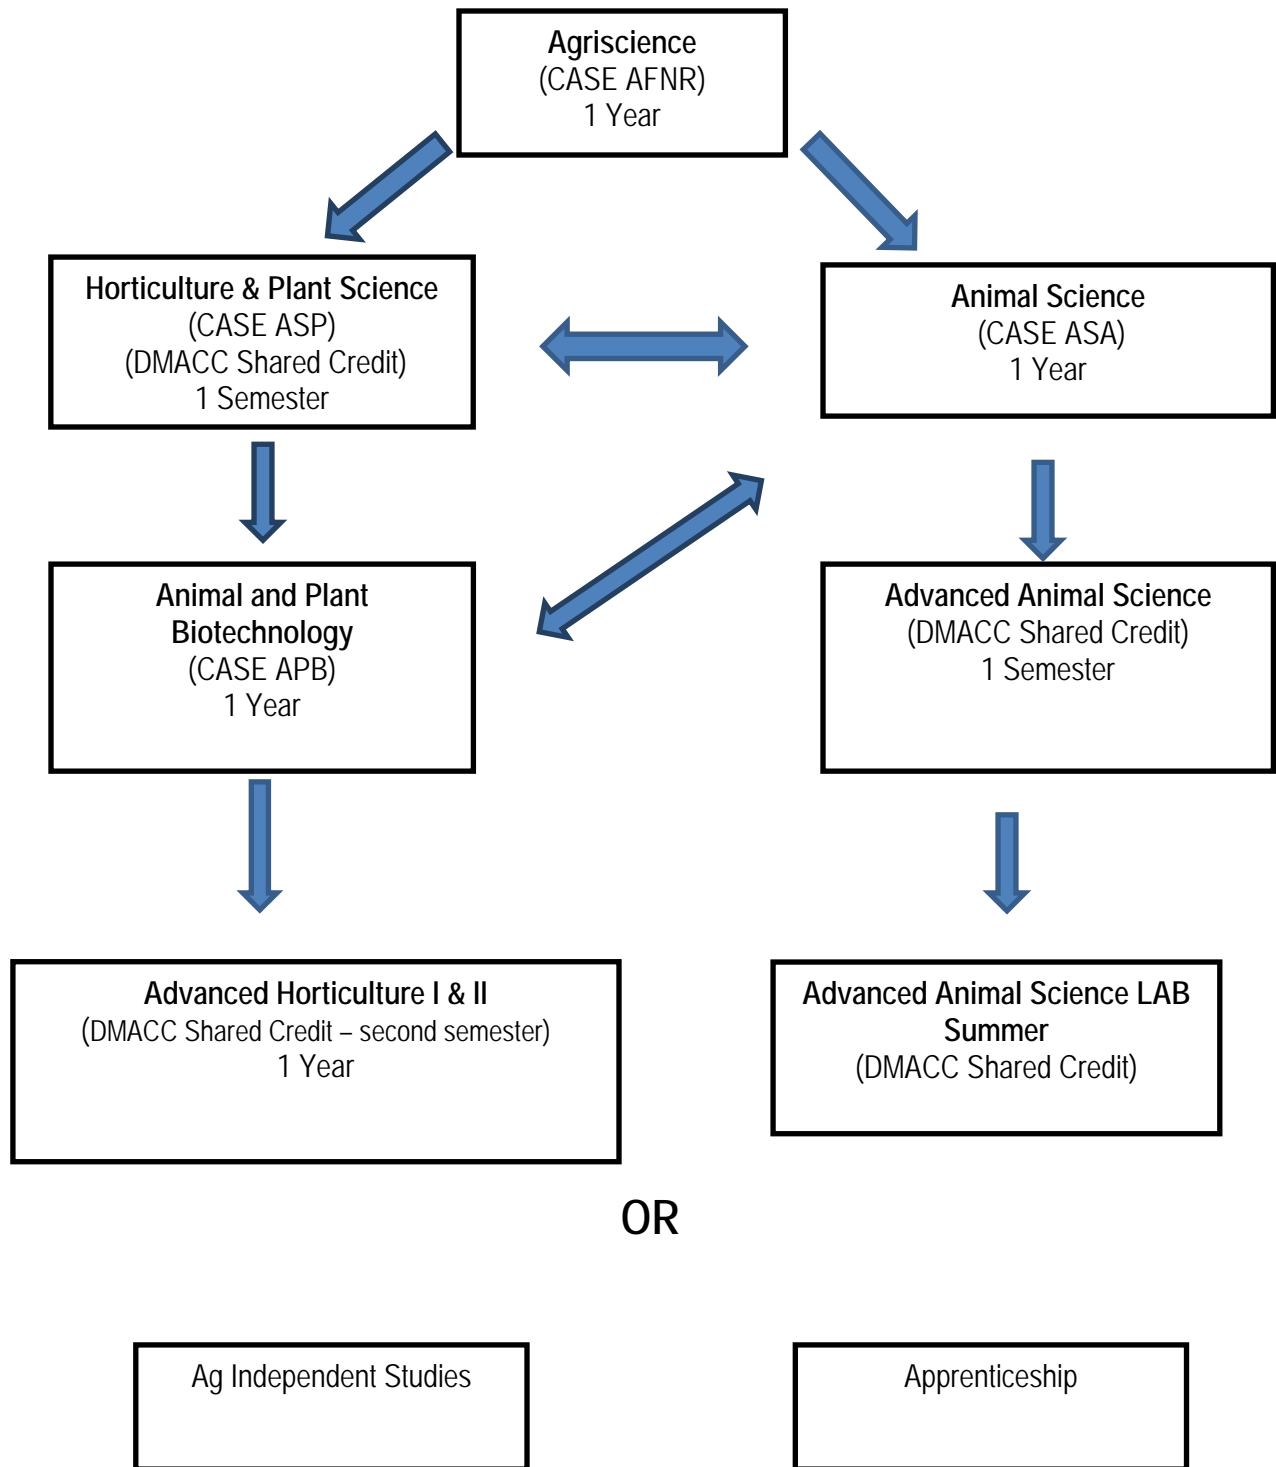 Agriscience
(CASE AFNR)
1 Year
Horticulture & Plant Science
(CASE ASP)
(DMACC Shared Credit)
1 Semester
Animal Science
(CASE ASA)
1 Year
Animal and Plant
Biotechnology
(CASE APB)
1 Year
Advanced Animal Science
(DMACC Shared Credit)
1 Semester
Advanced Horticulture I & II
(DMACC Shared Credit – second semester)
1 Year
Advanced Animal Science LAB
Summer
(DMACC Shared Credit)
OR
Ag Independent Studies
Apprenticeship